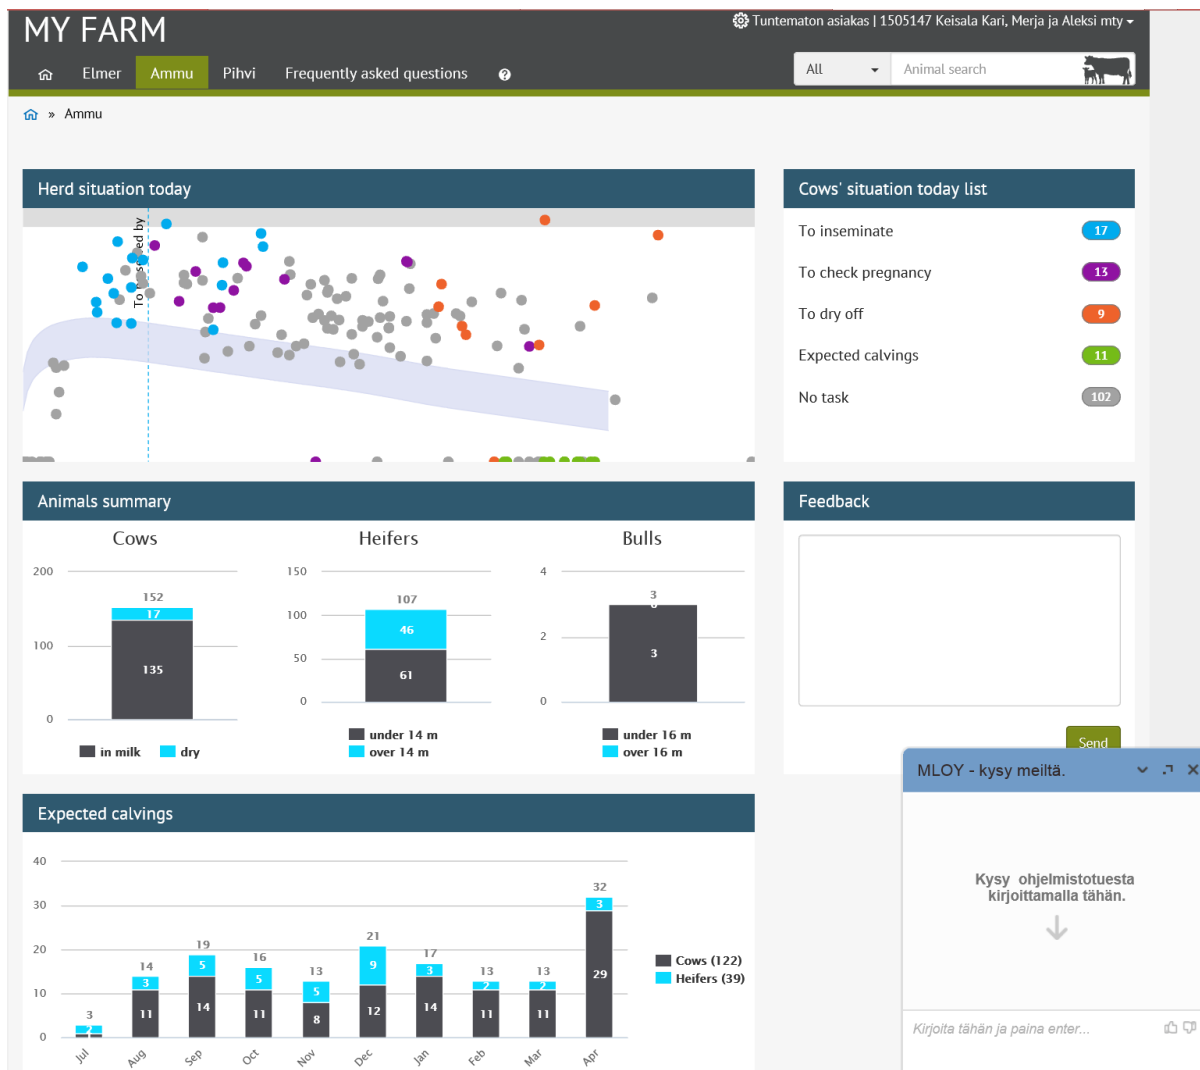 MY FARM
Tuntematon asiakas | 1505147 Keisala Kari, Merja ja Aleksi mty
Elmer Ammu Pihvi Frequently asked questions ?
All Animal search
» Ammu
Herd situation today
Cows' situation today list
To inseminate 17
To check pregnancy 13
To dry off 9
Expected calvings 11
No task 102
Animals summary
Feedback
Cows
200
100
0
152
17
135
in milk dry
Heifers
150
100
50
0
107
46
61
under 14 m
over 14 m
Bulls
4
2
0
3
0
3
under 16 m
over 16 m
Send
MLOY - kysy meiltä.
Kysy ohjelmistotuesta
kirjoittamalla tähän.
Kirjoita tähän ja paina enter...
Expected calvings
40
30
20
10
0
3 14 19 16 13 21 17 13 13 32
2 3 5 5 5 9 3 2 2 3
1 11 14 11 8 12 14 11 11 29
Jul Aug Sep Oct Nov Dec Jan Feb Mar Apr
Cows (122)
Heifers (39)